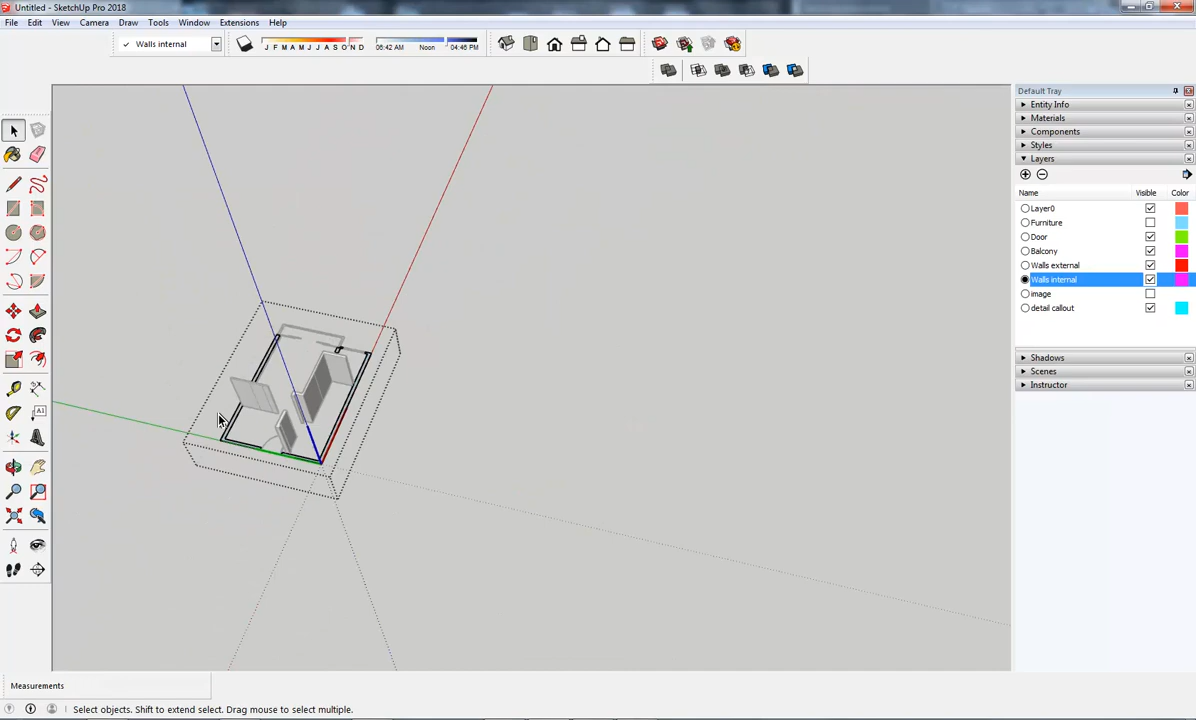 Untitled - SketchUp Pro 2018
File Edit View Camera Draw Tools Window Extensions Help
Walls internal
J F M A M J J A S O N D
06:42 AM Noon 04:46 PM
Default Tray
Entity Info
Materials
Components
Styles
Layers
Name Visible Color
Layer0
Furniture
Door
Balcony
Walls external
Walls internal
image
detail callout
Shadows
Scenes
Instructor
A1
Measurements
Select objects. Shift to extend select. Drag mouse to select multiple.